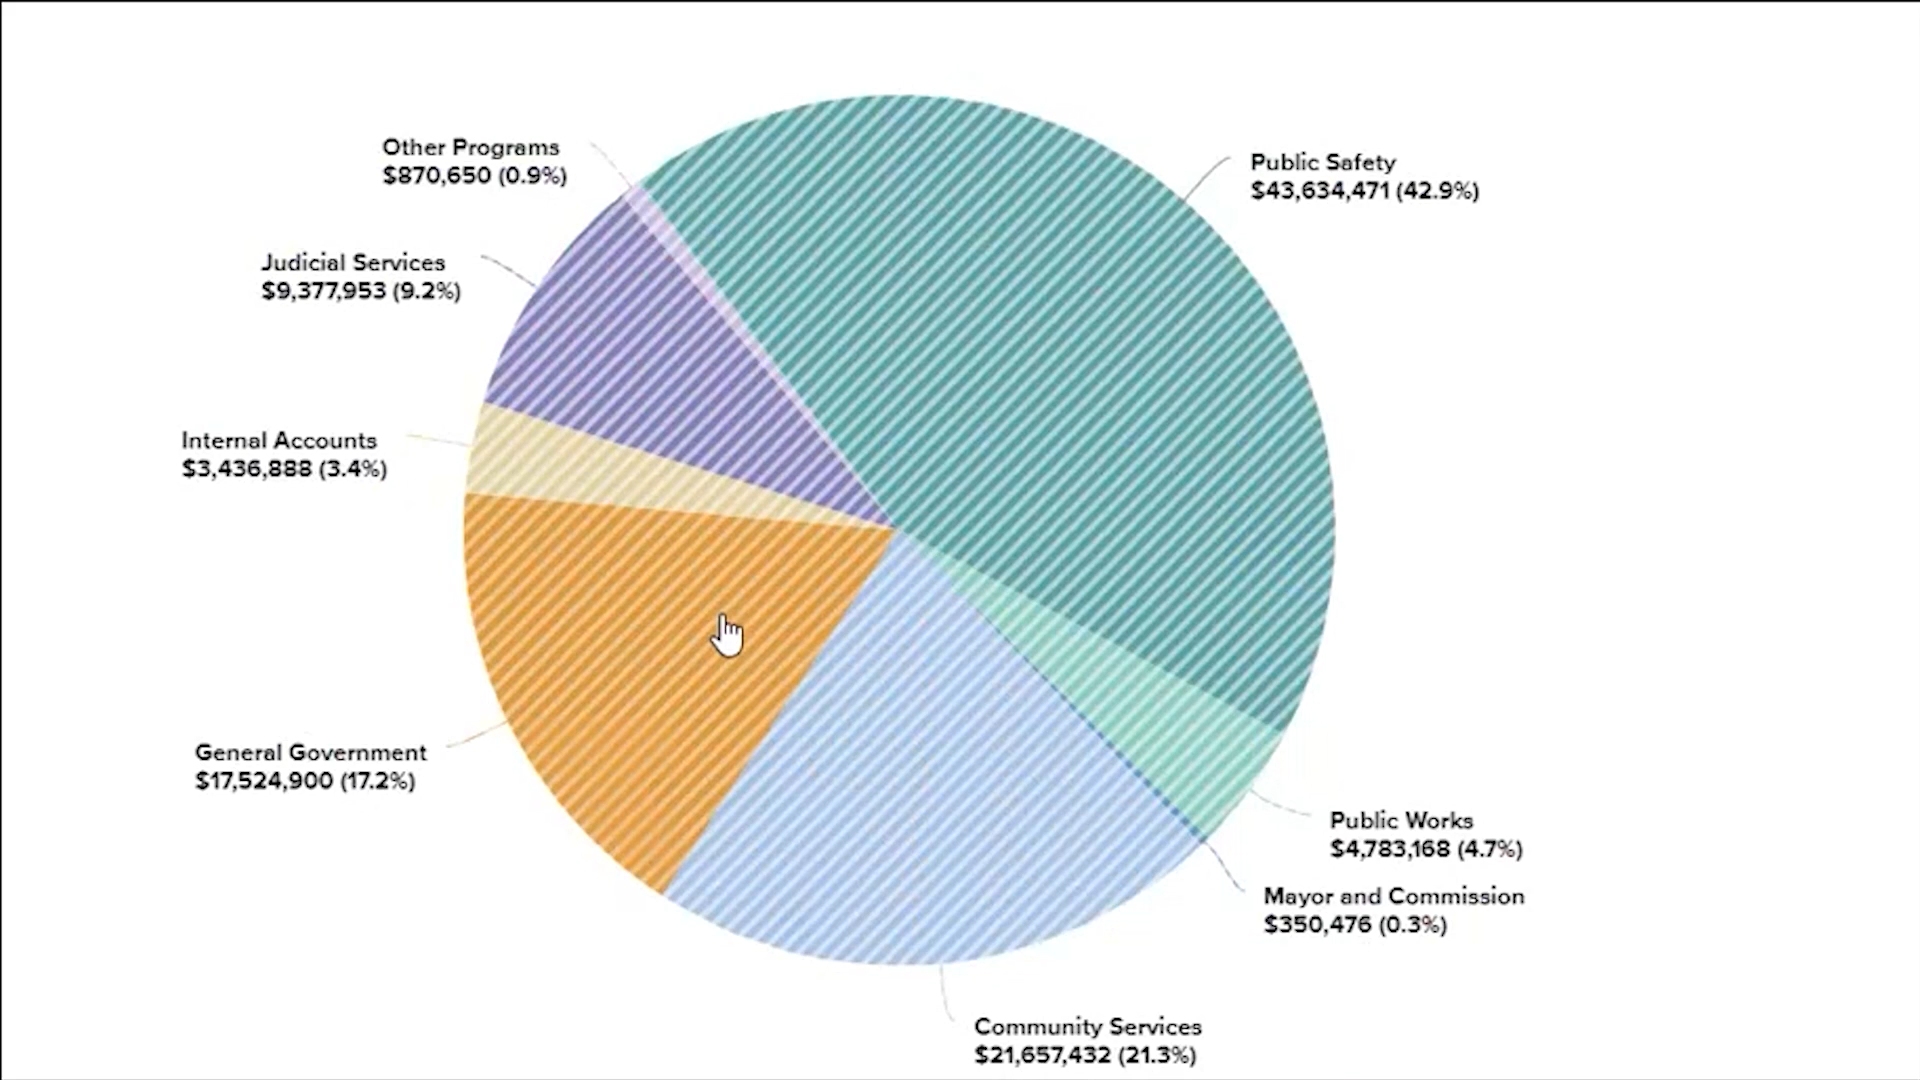 Other Programs
$870,650 (0.9%)
Public Safety
$43,634,471 (42.9%)
Judicial Services
$9,377,953 (9.2%)
Internal Accounts
$3,436,888 (3.4%)
General Government
$17,524,900 (17.2%)
Public Works
$4,783,168 (4.7%)
Mayor and Commission
$350,476 (0.3%)
Community Services
$21,657,432 (21.3%)